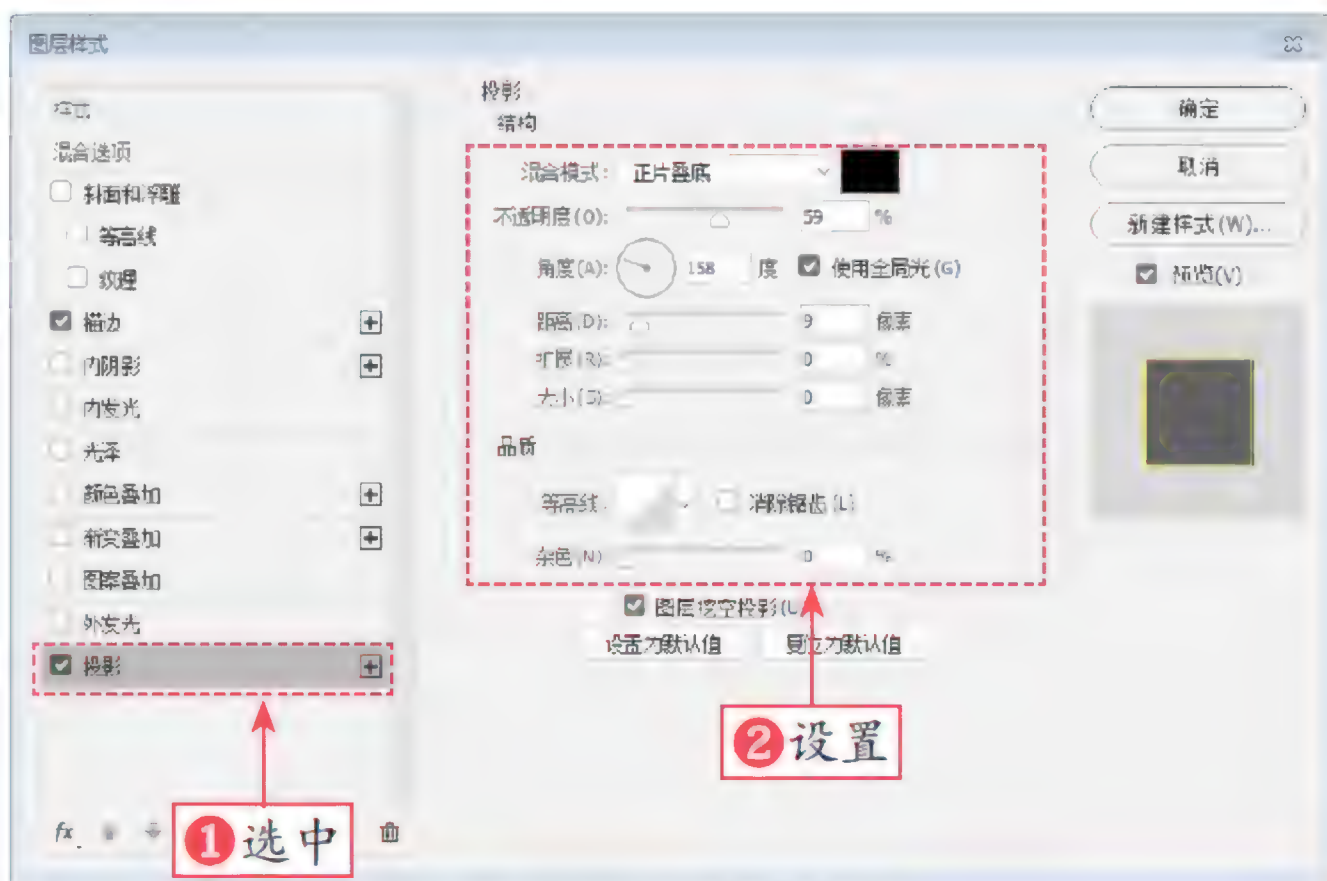 图层样式
样式
混合选项
斜面和浮雕
等高线
纹理
描边
内阴影
内发光
光泽
颜色叠加
渐变叠加
图案叠加
外发光
投影
fx
❶选中
投影
结构
混合模式: 正片叠底
不透明度(O): 59 %
角度(A): 158 度 使用全局光(G)
距离(D): 9 像素
扩展(R): 0 %
大小(S): 0 像素
品质
等高线: 消除锯齿(L)
杂色(N): 0 %
图层挖空投影(U)
设置为默认值 复位为默认值
❷设置
确定
取消
新建样式(W)...
预览(V)